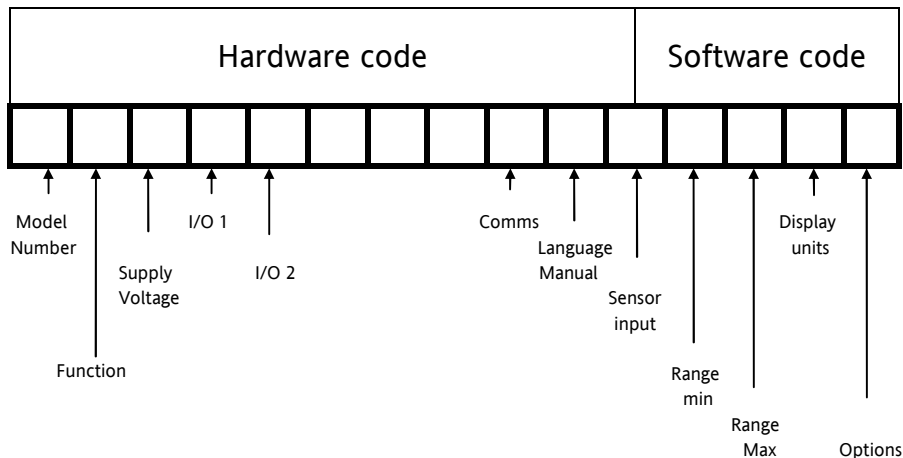 Hardware code
Software code
Model
Number
Function
Supply
Voltage
I/O 1
I/O 2
Comms
Language
Manual
Sensor
input
Range
min
Range
Max
Display
units
Options